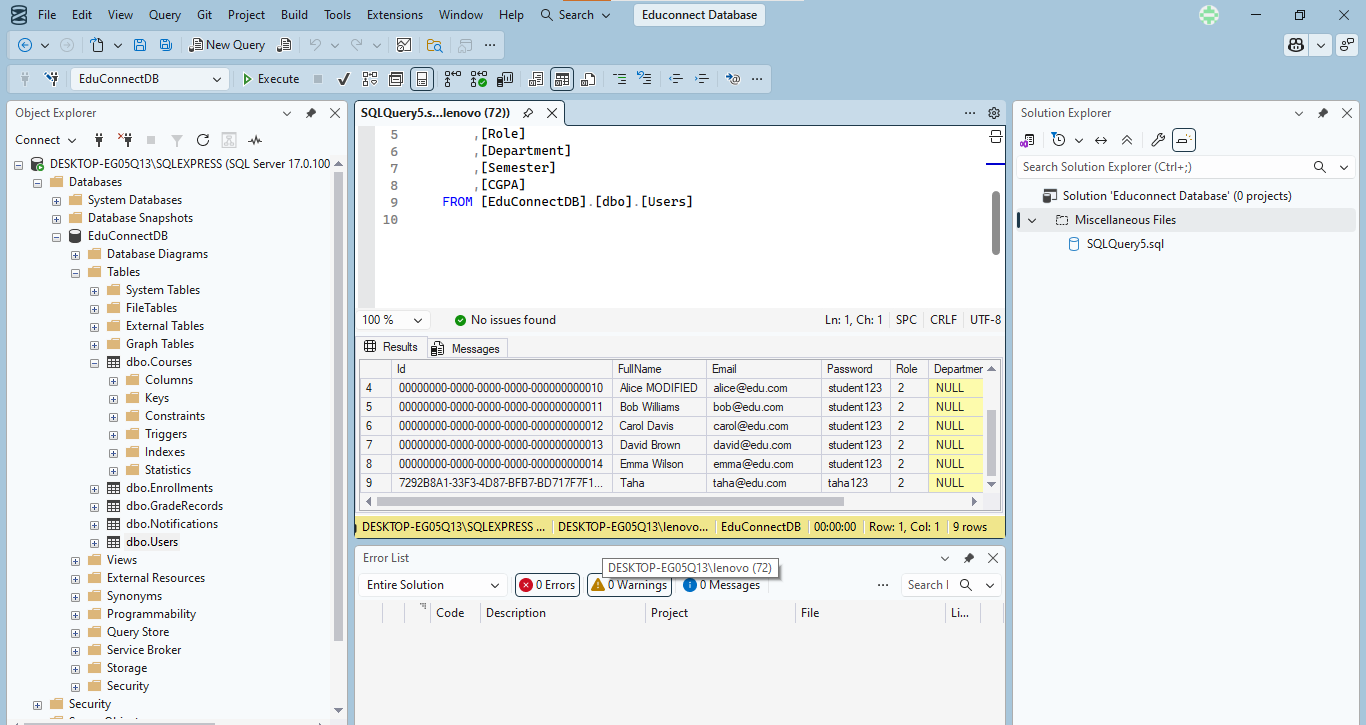 File Edit View Query Git Project Build Tools Extensions Window Help Search Educonnect Database
New Query
EduConnectDB Execute
Object Explorer
Connect
DESKTOP-EG05Q13\SQLEXPRESS (SQL Server 17.0.100
Databases
System Databases
Database Snapshots
EduConnectDB
Database Diagrams
Tables
System Tables
FileTables
External Tables
Graph Tables
dbo.Courses
Columns
Keys
Constraints
Triggers
Indexes
Statistics
dbo.Enrollments
dbo.GradeRecords
dbo.Notifications
dbo.Users
Views
External Resources
Synonyms
Programmability
Query Store
Service Broker
Storage
Security
Security
SQLQuery5.s...lenovo (72))
5 ,[Role]
6 ,[Department]
7 ,[Semester]
8 ,[CGPA]
9 FROM [EduConnectDB].[dbo].[Users]
10
100 % No issues found Ln: 1, Ch: 1 SPC CRLF UTF-8
Results Messages
Id FullName Email Password Role Departmer
4 00000000-0000-0000-0000-000000000010 Alice MODIFIED alice@edu.com student123 2 NULL
5 00000000-0000-0000-0000-000000000011 Bob Williams bob@edu.com student123 2 NULL
6 00000000-0000-0000-0000-000000000012 Carol Davis carol@edu.com student123 2 NULL
7 00000000-0000-0000-0000-000000000013 David Brown david@edu.com student123 2 NULL
8 00000000-0000-0000-0000-000000000014 Emma Wilson emma@edu.com student123 2 NULL
9 7292B8A1-33F3-4D87-BFB7-BD717F7F1... Taha taha@edu.com taha123 2 NULL
DESKTOP-EG05Q13\SQLEXPRESS ... DESKTOP-EG05Q13\lenovo... EduConnectDB 00:00:00 Row: 1, Col: 1 9 rows
Error List
DESKTOP-EG05Q13\lenovo (72)
Entire Solution 0 Errors 0 Warnings 0 Messages Search
Code Description Project File Li...
Solution Explorer
Search Solution Explorer (Ctrl+;)
Solution 'Educonnect Database' (0 projects)
Miscellaneous Files
SQLQuery5.sql